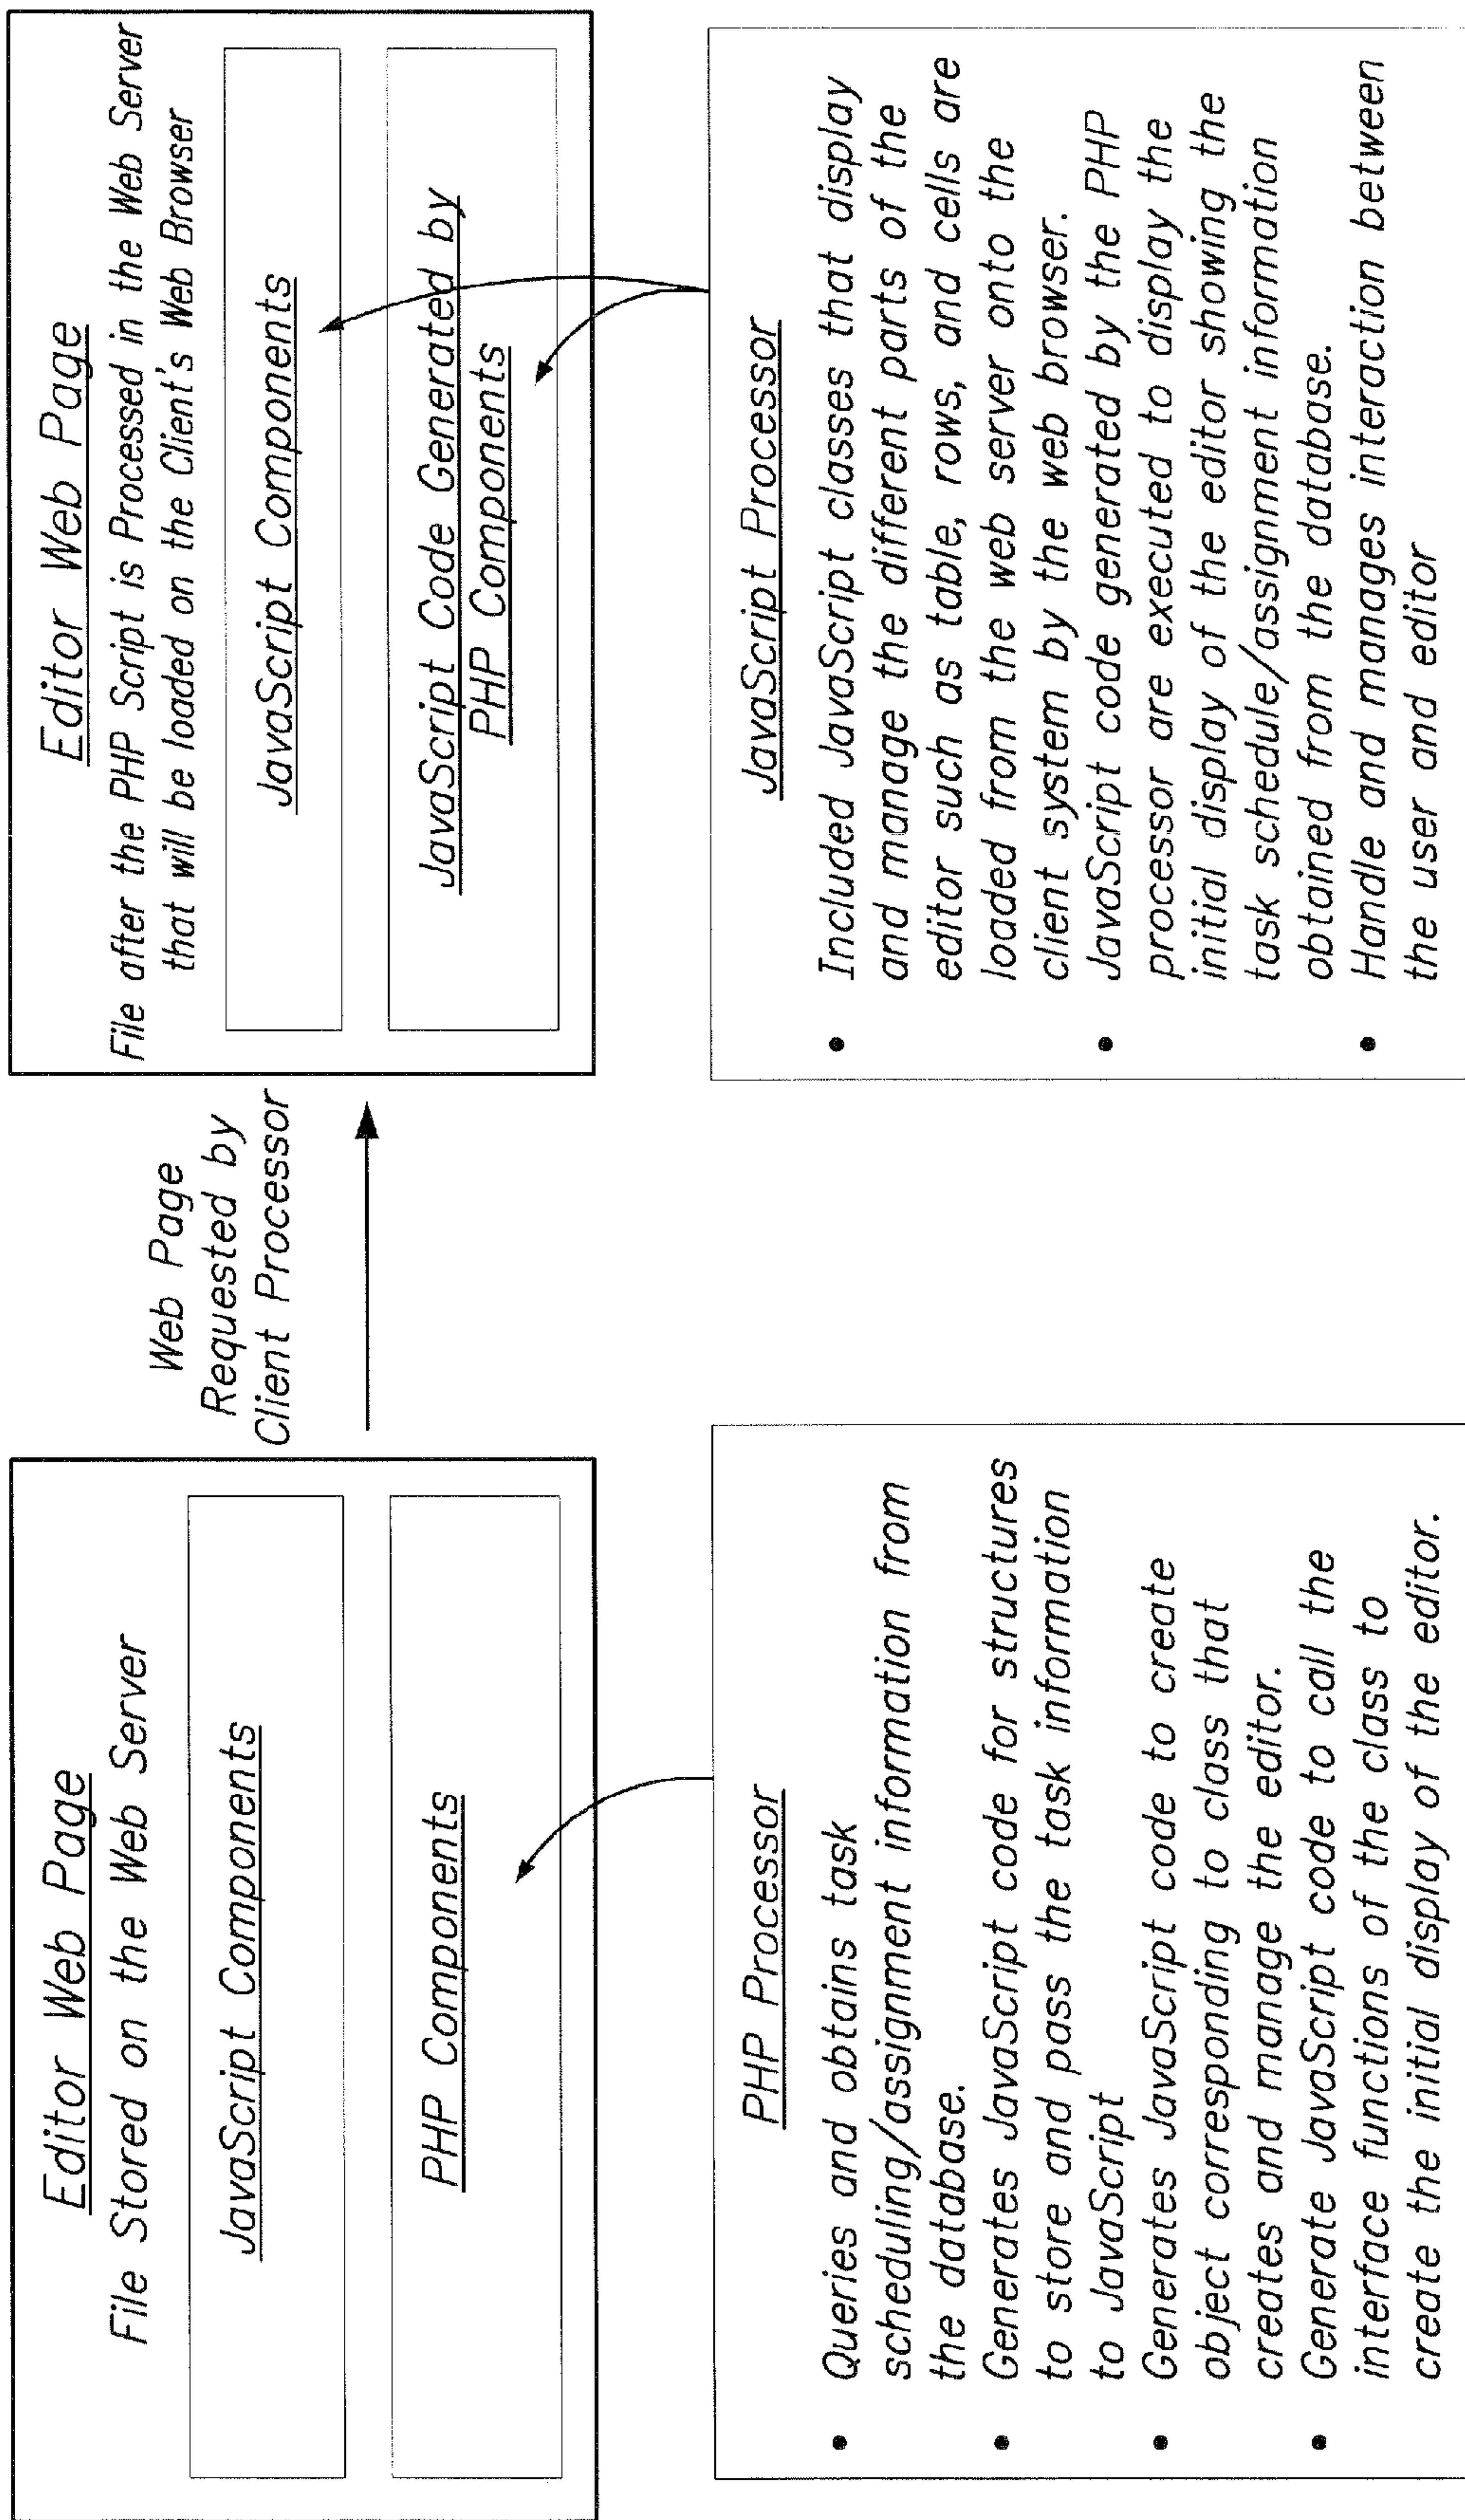 Editor Web Page
File Stored on the Web Server
JavaScript Components
PHP Components
Web Page
Requested by
Client Processor
Editor Web Page
File after the PHP Script is Processed in the Web Server
that will be loaded on the Client's Web Browser
JavaScript Components
JavaScript Code Generated by
PHP Components
PHP Processor
• Queries and obtains task
scheduling/assignment information from
the database.
• Generates JavaScript code for structures
to store and pass the task information
to JavaScript
• Generates JavaScript code to create
object corresponding to class that
creates and manage the editor.
• Generate JavaScript code to call the
interface functions of the class to
create the initial display of the editor.
JavaScript Processor
• Included JavaScript classes that display
and manage the different parts of the
editor such as table, rows, and cells are
loaded from the web server onto the
client system by the web browser.
• JavaScript code generated by the PHP
processor are executed to display the
initial display of the editor showing the
task schedule/assignment information
obtained from the database.
• Handle and manages interaction between
the user and editor